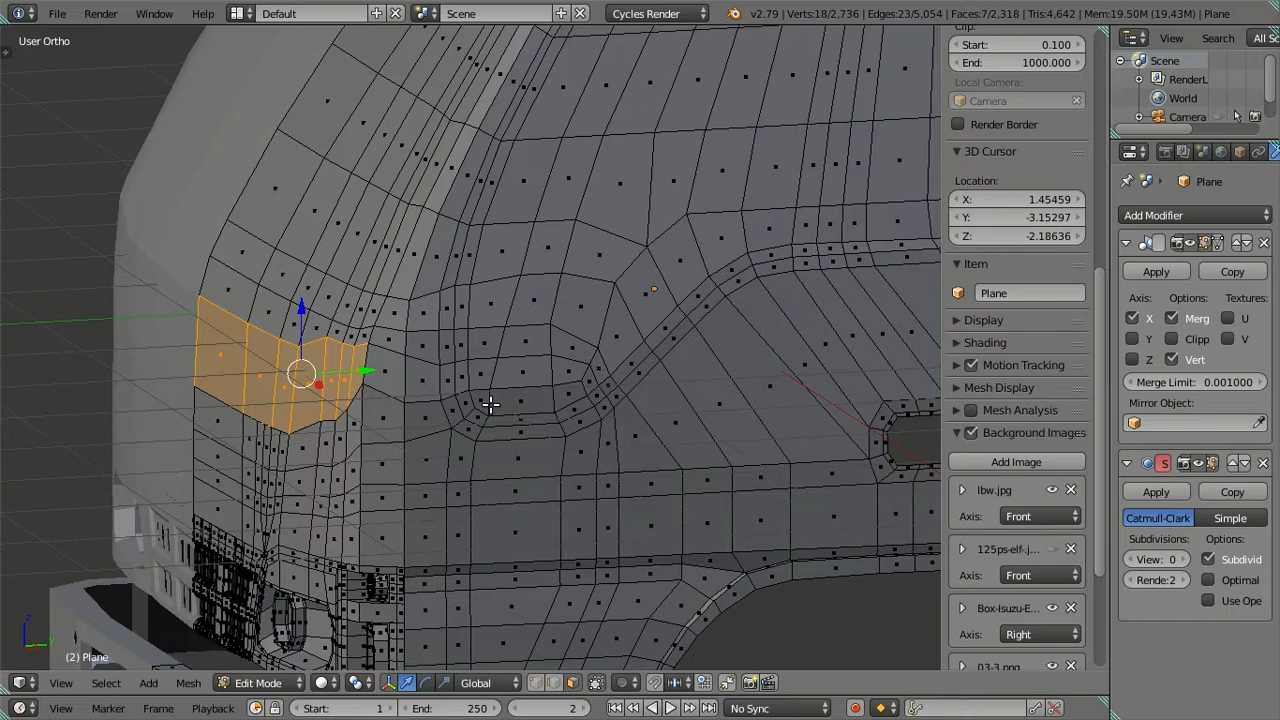 File Render Window Help Default Scene Cycles Render v2.79 | Verts:18/2,736 | Edges:23/5,054 | Faces:7/2,318 | Tris:4,642 | Mem:19.50M (19.43M) | Plane
User Ortho
Clip
Start: 0.100
End: 1000.000
Local Camera:
Camera
Render Border
3D Cursor
Location:
X: 1.45459
Y: -3.15297
Z: -2.18636
Item
Plane
Display
Shading
Motion Tracking
Mesh Display
Mesh Analysis
Background Images
Add Image
lbw.jpg
Axis: Front
125ps-elf-.j...
Axis: Front
Box-Isuzu-E...
Axis: Right
03-3.png
View Search All Sc
Scene
RenderL
World
Camera
Plane
Add Modifier
Apply Copy
Axis: Options: Textures:
X Merg U
Y Clipp V
Z Vert
Merge Limit: 0.001000
Mirror Object:
S
Apply Copy
Catmull-Clark Simple
Subdivisions: Options:
View: 0 Subdivid
Rende: 2 Optimal
Use Ope
Z
Y
(2) Plane
View Select Add Mesh Edit Mode Global
View Marker Frame Playback Start: 1 End: 250 2 No Sync